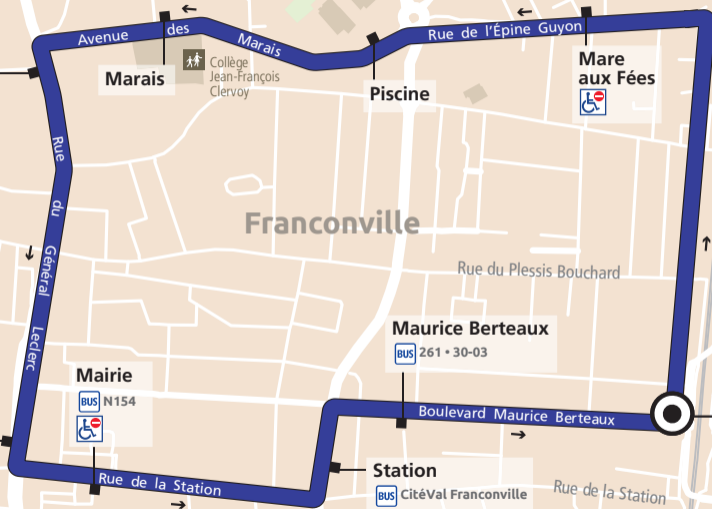 Avenue des Marais
Rue de l'Épine Guyon
Marais
Collège
Jean-François
Clervoy
Piscine
Mare
aux Fées
Rue du Général Leclerc
Franconville
Rue du Plessis Bouchard
Maurice Berteaux
BUS 261 • 30-03
Mairie
BUS N154
Boulevard Maurice Berteaux
Station
BUS CitéVal Franconville
Rue de la Station
Rue de la Station